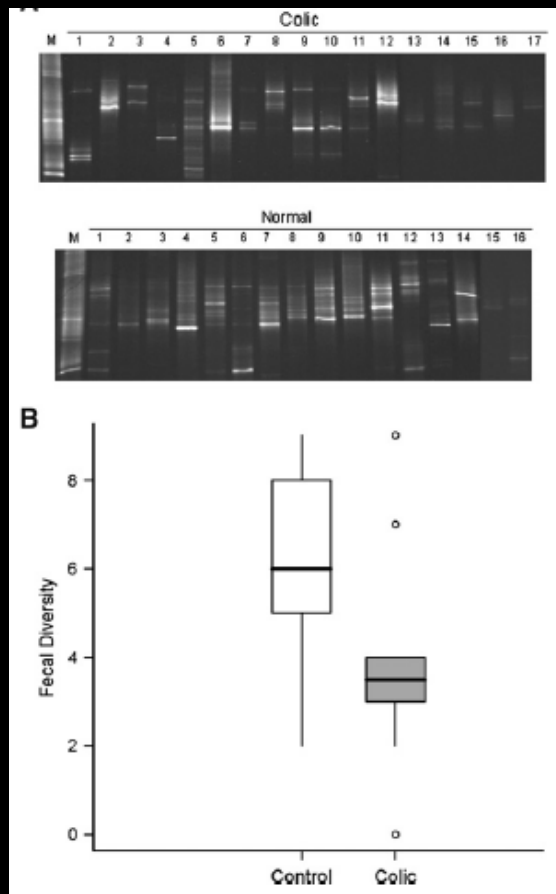 Colic
M 1 2 3 4 5 6 7 8 9 10 11 12 13 14 15 16 17
Normal
M 1 2 3 4 5 6 7 8 9 10 11 12 13 14 15 16
B
8
6
4
2
0
Fecal Diversity
Control Colic